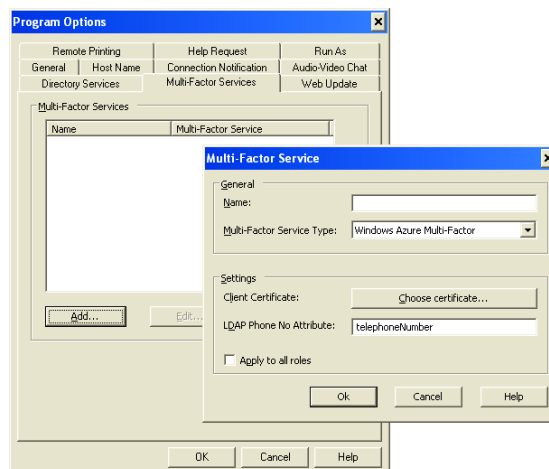 Program Options
Remote Printing Help Request Run As
General Host Name Connection Notification Audio-Video Chat
Directory Services Multi-Factor Services Web Update
Multi-Factor Services
Name Multi-Factor Service
Add... Edit...
OK Cancel Help
Multi-Factor Service
General
Name:
Multi-Factor Service Type: Windows Azure Multi-Factor
Settings
Client Certificate: Choose certificate...
LDAP Phone No Attribute: telephoneNumber
Apply to all roles
Ok Cancel Help